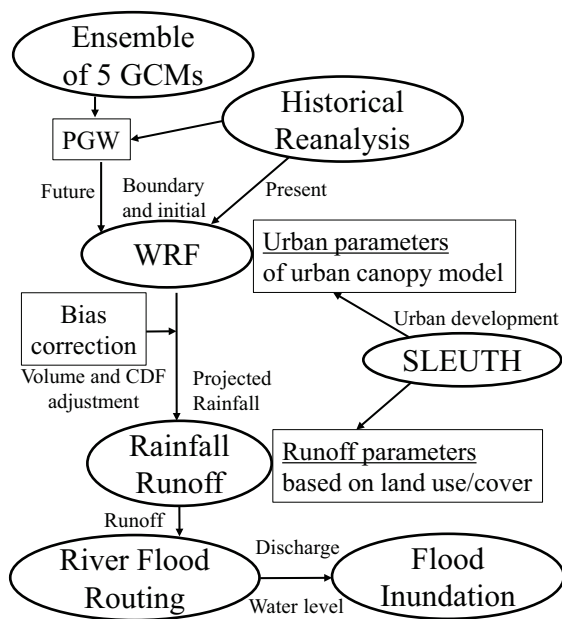 Ensemble
of 5 GCMs
Historical
Reanalysis
PGW
Future
Boundary
and initial
Present
WRF
Urban parameters
of urban canopy model
Bias
correction
Urban development
SLEUTH
Volume and CDF
adjustment
Projected
Rainfall
Rainfall
Runoff
Runoff parameters
based on land use/cover
Runoff
River Flood
Routing
Discharge
Water level
Flood
Inundation